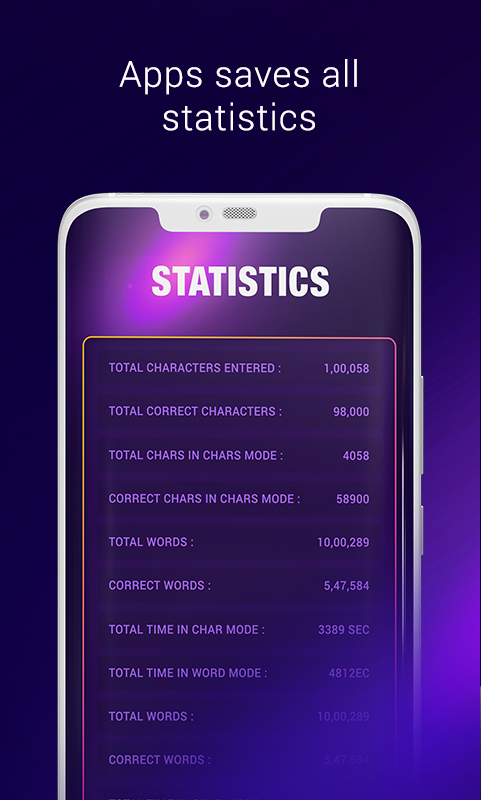 Apps saves all
statistics
STATISTICS
TOTAL CHARACTERS ENTERED : 1,00,058
TOTAL CORRECT CHARACTERS : 98,000
TOTAL CHARS IN CHARS MODE : 4058
CORRECT CHARS IN CHARS MODE : 58900
TOTAL WORDS : 10,00,289
CORRECT WORDS : 5,47,584
TOTAL TIME IN CHAR MODE : 3389 SEC
TOTAL TIME IN WORD MODE : 4812EC
TOTAL WORDS : 10,00,289
CORRECT WORDS : 5,47,584